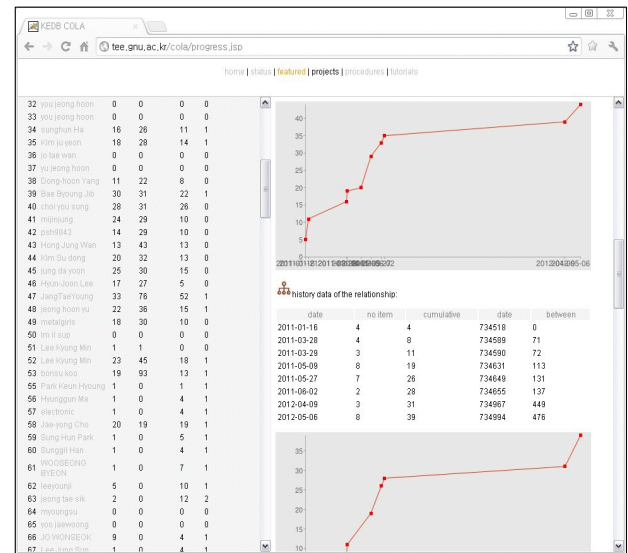 KEDB COLA
tee.gnu.ac.kr/cola/progress.jsp
home | status | featured | projects | procedures | tutorials
32 you jeong hoon 0 0 0 0
33 you jeong hoon 0 0 0 0
34 sunghun Ha 16 26 11 1
35 Kim ju yeon 18 28 14 1
36 jo tae wan 0 0 0 0
37 yu jeong hoon 0 0 0 0
38 Dong-hoon Yang 11 22 8 0
39 Bae Byoung Jib 30 31 22 1
40 choi you sung 28 31 26 0
41 mijinjung 24 29 10 0
42 psh9843 14 29 10 0
43 Hong Jung Wan 13 43 13 0
44 Kim Su dong 20 32 13 0
45 jung da yoon 25 30 15 0
46 Hyun-Joon Lee 17 27 5 0
47 JangTaeYoung 33 76 52 1
48 jeong hoon yu 22 36 15 1
49 metalgiris 18 30 10 0
50 Im il sup 0 0 0 0
51 Lee Kyung Min 1 1 0 0
52 Lee Kyung Min 23 45 18 1
53 bonsu koo 19 93 13 1
55 Park Keun Hyoung 1 0 1 1
56 Hyunggun Ma 1 0 4 1
57 electronic 1 0 4 1
58 Jae-yong Cho 20 19 19 1
59 Sung Hun Park 1 0 5 1
60 Sunggil Han 1 0 4 1
61 WOOSEONG BYEON 1 0 7 1
62 leeyounji 5 0 10 1
63 jeong tae sik 2 0 12 2
64 myoungsu 0 0 0 0
65 yoo jaewoong 0 0 0 0
66 JO WONSEOK 9 0 4 1
67 Lee Jung Sun 1 0 4 1
40
35
30
25
20
15
10
5
0
history data of the relationship:
date no item cumulative date between
2011-01-16 4 4 734518 0
2011-03-28 4 8 734589 71
2011-03-29 3 11 734590 72
2011-05-09 8 19 734631 113
2011-05-27 7 26 734649 131
2011-06-02 2 28 734655 137
2012-04-09 3 31 734967 449
2012-05-06 8 39 734994 476
35
30
25
20
15
10